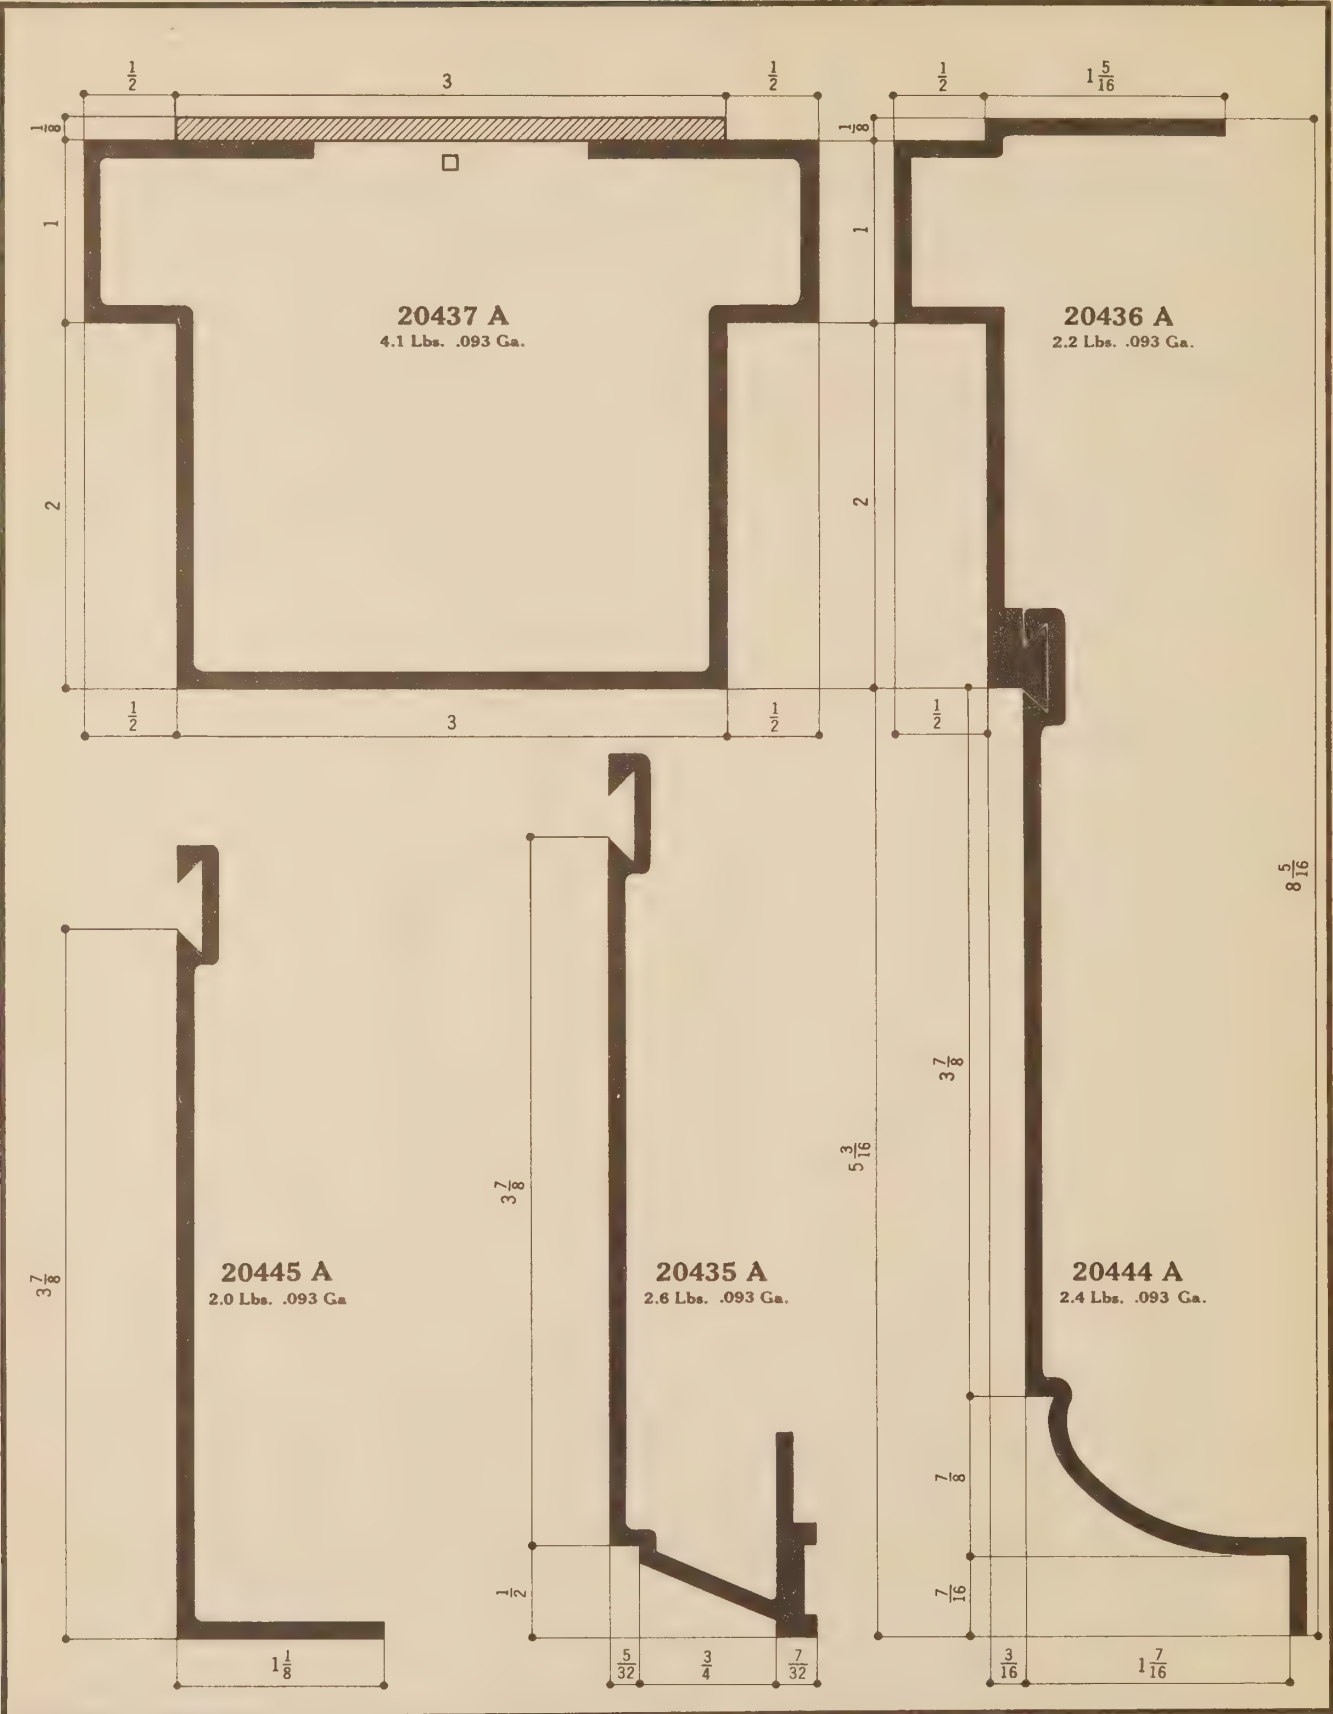 1/2 3 1/2 1/2 1 5/16
1/8 1/8
1 1
20437 A 20436 A
4.1 Lbs. .093 Ga. 2.2 Lbs. .093 Ga.
2 2
1/2 3 1/2 1/2
8 5/16
3 7/8
5 3/16
3 7/8
3 7/8
20445 A 20435 A 20444 A
2.0 Lbs. .093 Ga 2.6 Lbs. .093 Ga. 2.4 Lbs. .093 Ga.
7/8
1/2 7/16
1 1/8 5/32 3/4 7/32 3/16 1 7/16